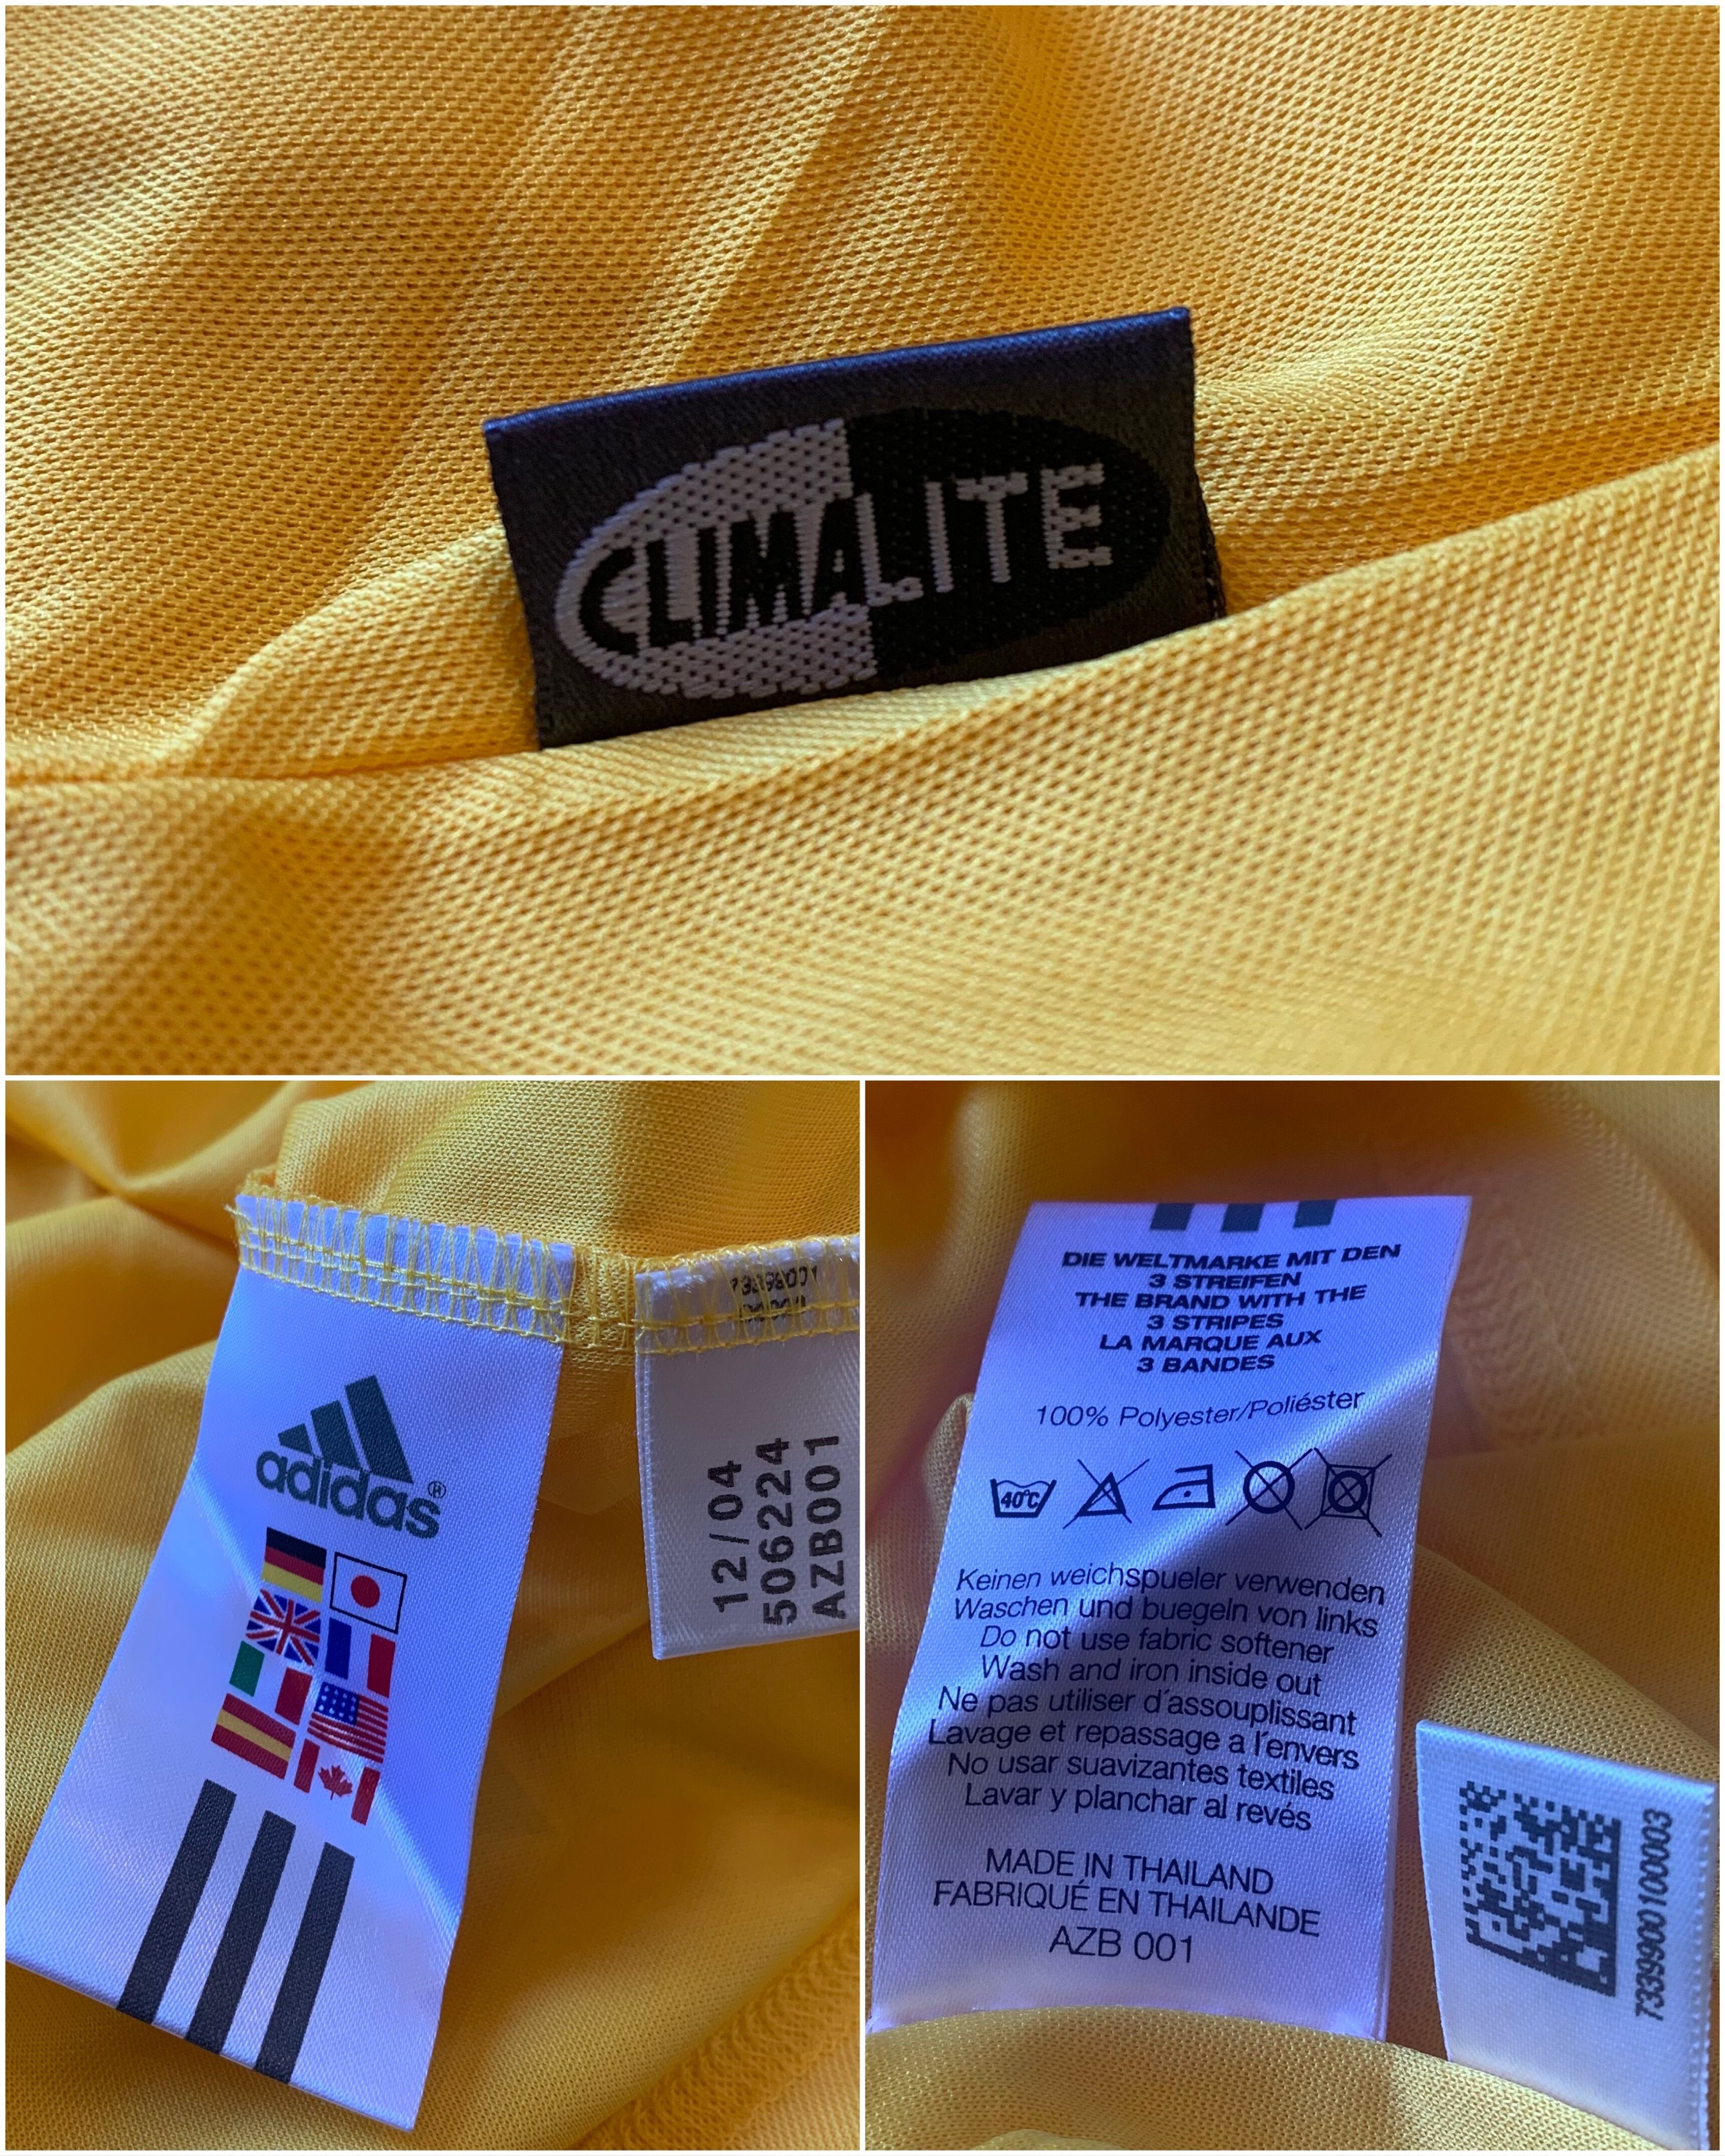 CLIMALITE
adidas®
12/04
506224
AZB001
DIE WELTMARKE MIT DEN
3 STREIFEN
THE BRAND WITH THE
3 STRIPES
LA MARQUE AUX
3 BANDES
100% Polyester/Poliéster
40°C
Keinen weichspueler verwenden
Waschen und buegeln von links
Do not use fabric softener
Wash and iron inside out
Ne pas utiliser d'assouplissant
Lavage et repassage a l'envers
No usar suavizantes textiles
Lavar y planchar al revés
MADE IN THAILAND
FABRIQUÉ EN THAILANDE
AZB 001
7339900100003